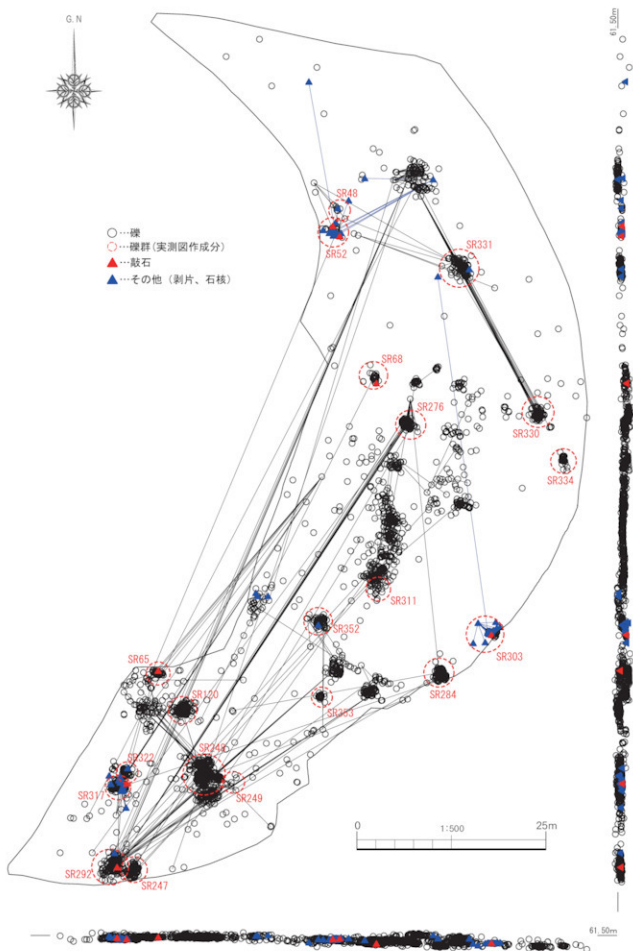 G.N
61.50m
○…礫
…礫群(実測図作成分)
▲…敲石
▲…その他（剥片、石核）
SR48
SR52
SR331
SR68
SR276
SR330
SR334
SR311
SR352
SR303
SR65
SR120
SR353
SR284
SR248
SR322
SR317
SR249
SR292
SR247
0 1:500 25m
61.50m